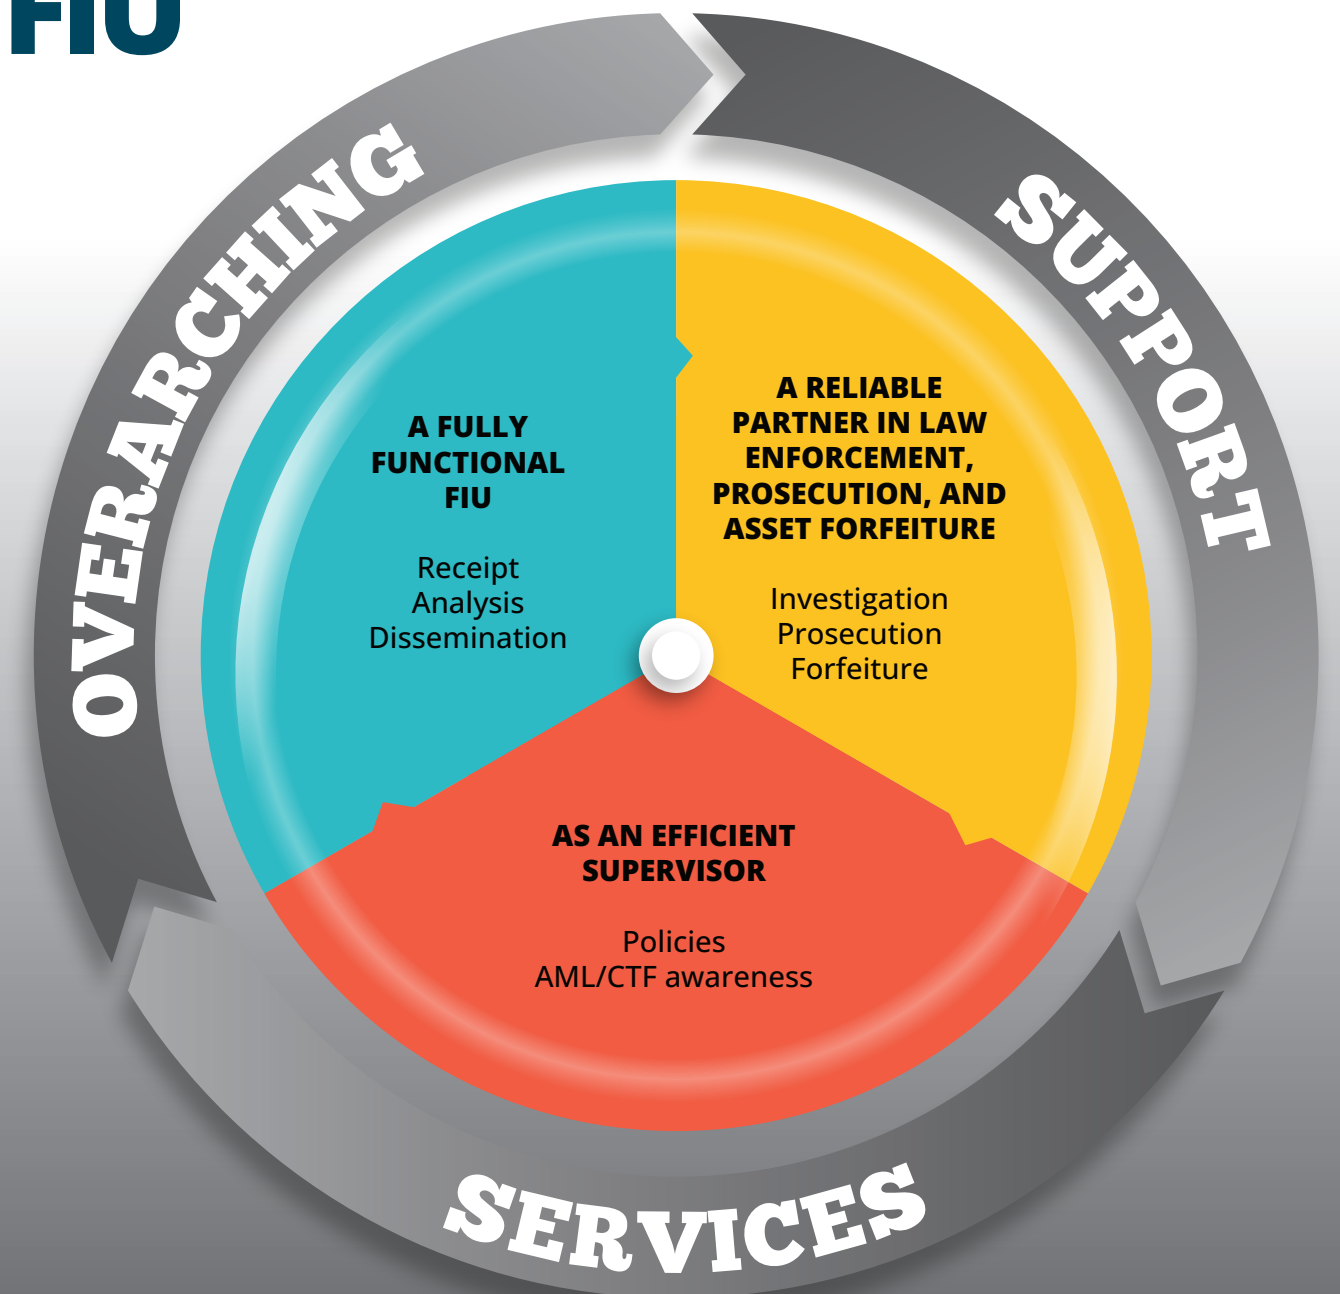 FIU
OVERARCHING
SUPPORT
SERVICES
A FULLY
FUNCTIONAL
FIU
Receipt
Analysis
Dissemination
A RELIABLE
PARTNER IN LAW
ENFORCEMENT,
PROSECUTION, AND
ASSET FORFEITURE
Investigation
Prosecution
Forfeiture
AS AN EFFICIENT
SUPERVISOR
Policies
AML/CTF awareness